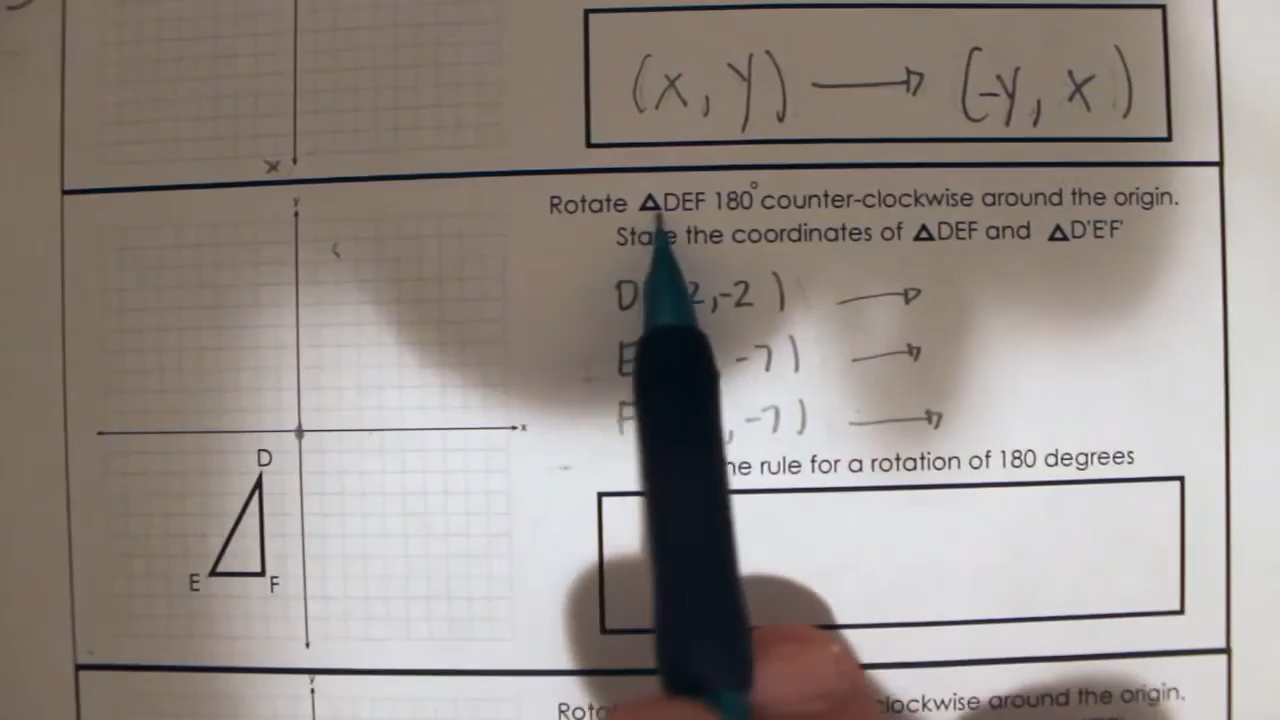 (x, y) → (-y, x)
x
y
Rotate △DEF 180° counter-clockwise around the origin.
State the coordinates of △DEF and △D'E'F'
D 2, -2) →
E , -7) →
F , -7) →
x
D
he rule for a rotation of 180 degrees
E
F
y
Rota clockwise around the origin.